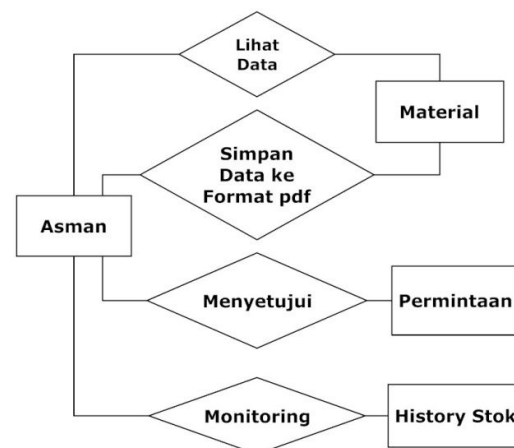 Lihat
Data
Material
Simpan
Data ke
Format pdf
Asman
Menyetujui
Permintaan
Monitoring
History Stok